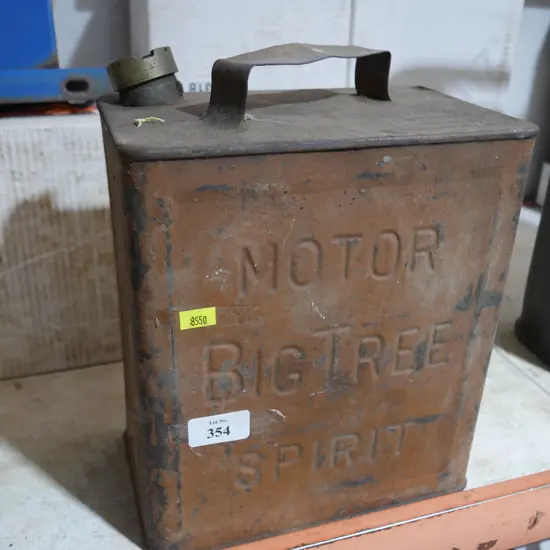 MOTOR
8550
BIG TREE
Lot No.
354
SPIRIT